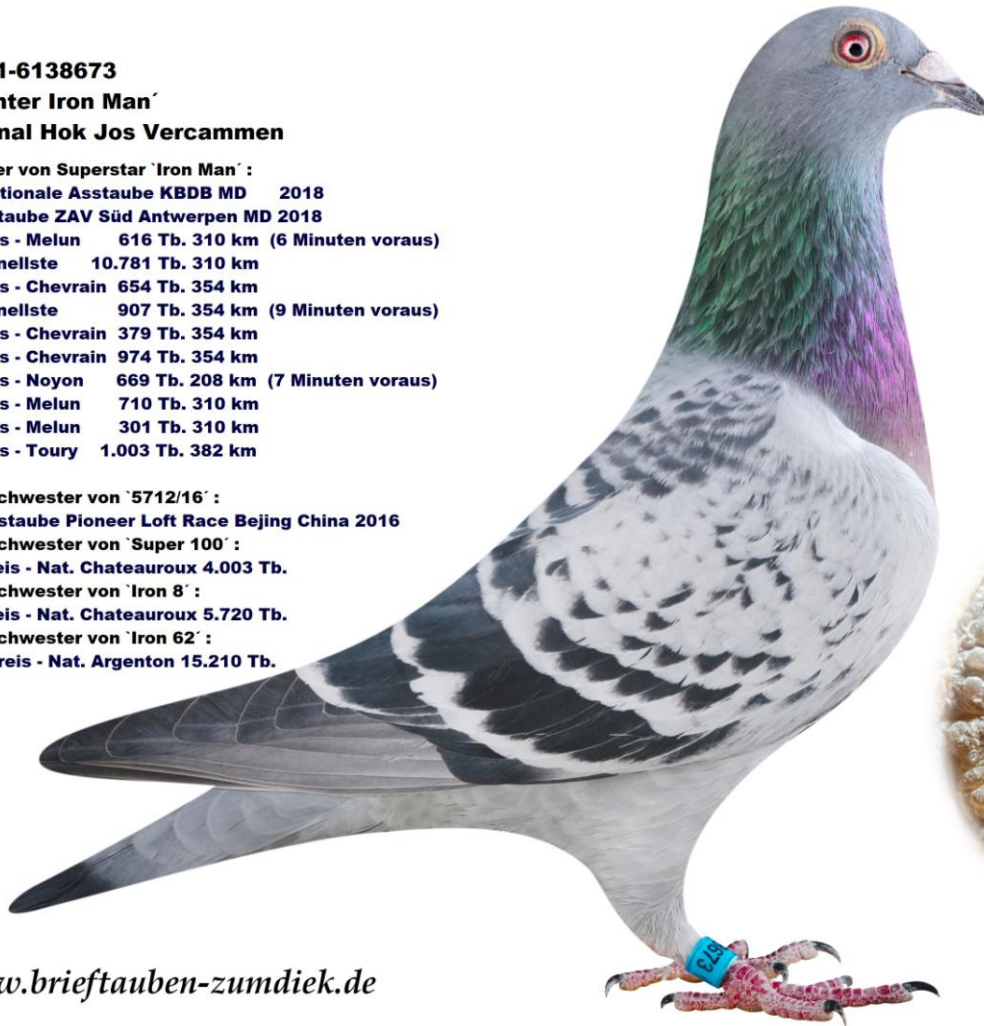 1-6138673
nter Iron Man´
nal Hok Jos Vercammen
er von Superstar `Iron Man´ :
tionale Asstaube KBDB MD 2018
taube ZAV Süd Antwerpen MD 2018
s - Melun 616 Tb. 310 km (6 Minuten voraus)
nellste 10.781 Tb. 310 km
s - Chevrain 654 Tb. 354 km
nellste 907 Tb. 354 km (9 Minuten voraus)
s - Chevrain 379 Tb. 354 km
s - Chevrain 974 Tb. 354 km
s - Noyon 669 Tb. 208 km (7 Minuten voraus)
s - Melun 710 Tb. 310 km
s - Melun 301 Tb. 310 km
s - Toury 1.003 Tb. 382 km
chwester von `5712/16´ :
staube Pioneer Loft Race Bejing China 2016
chwester von `Super 100´ :
eis - Nat. Chateauroux 4.003 Tb.
chwester von `Iron 8´ :
eis - Nat. Chateauroux 5.720 Tb.
chwester von `Iron 62´ :
reis - Nat. Argenton 15.210 Tb.
w.brieftauben-zumdiek.de
8673